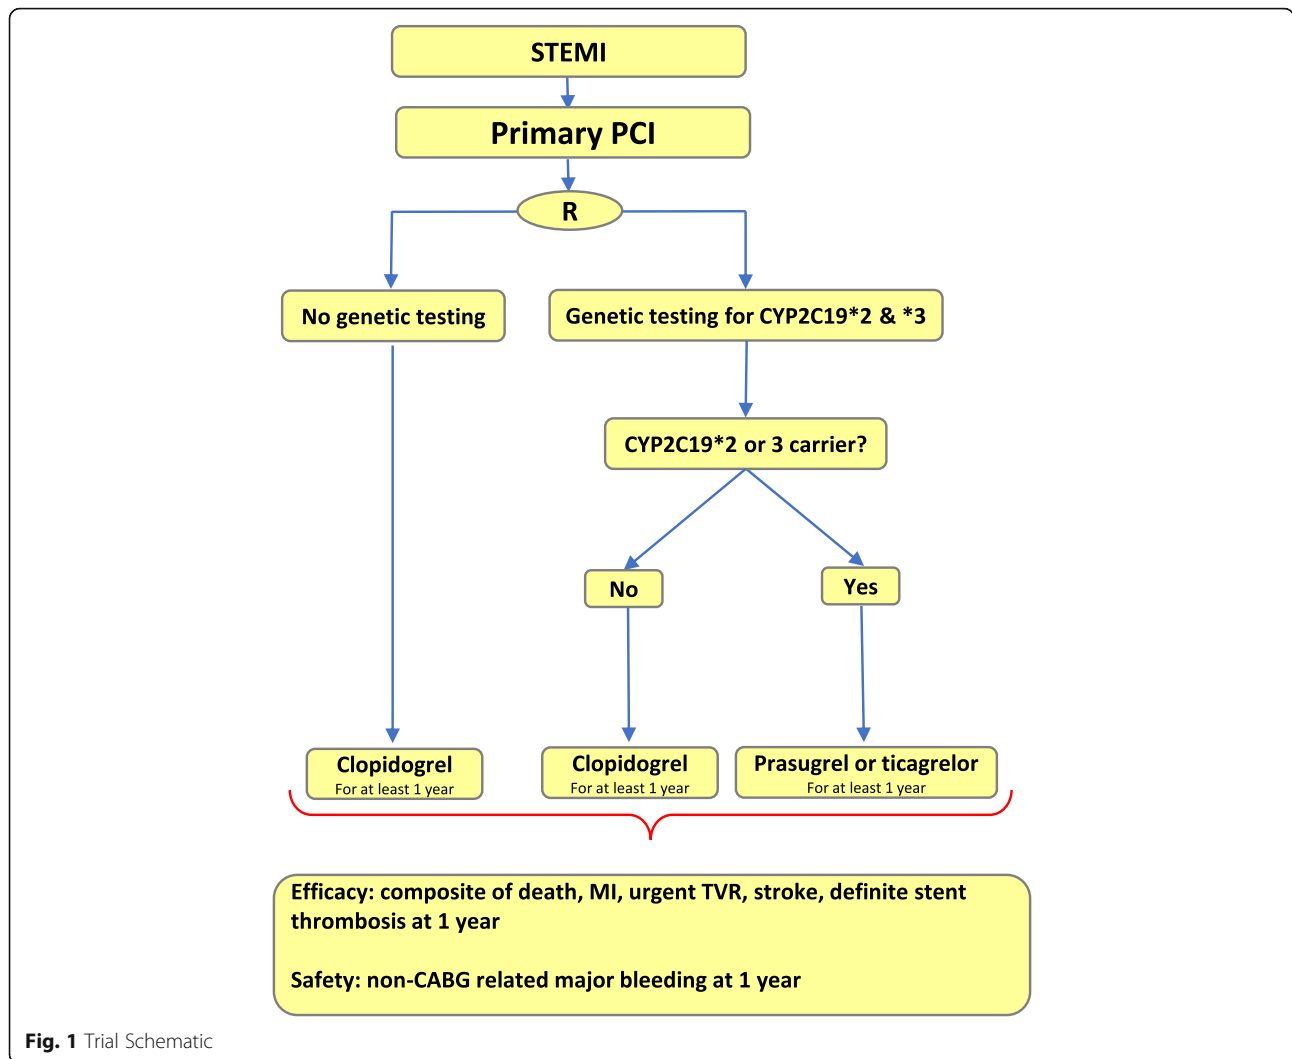 STEMI
Primary PCI
R
No genetic testing
Genetic testing for CYP2C19*2 & *3
CYP2C19*2 or 3 carrier?
No
Yes
Clopidogrel
For at least 1 year
Clopidogrel
For at least 1 year
Prasugrel or ticagrelor
For at least 1 year
Efficacy: composite of death, MI, urgent TVR, stroke, definite stent
thrombosis at 1 year
Safety: non-CABG related major bleeding at 1 year
Fig. 1 Trial Schematic